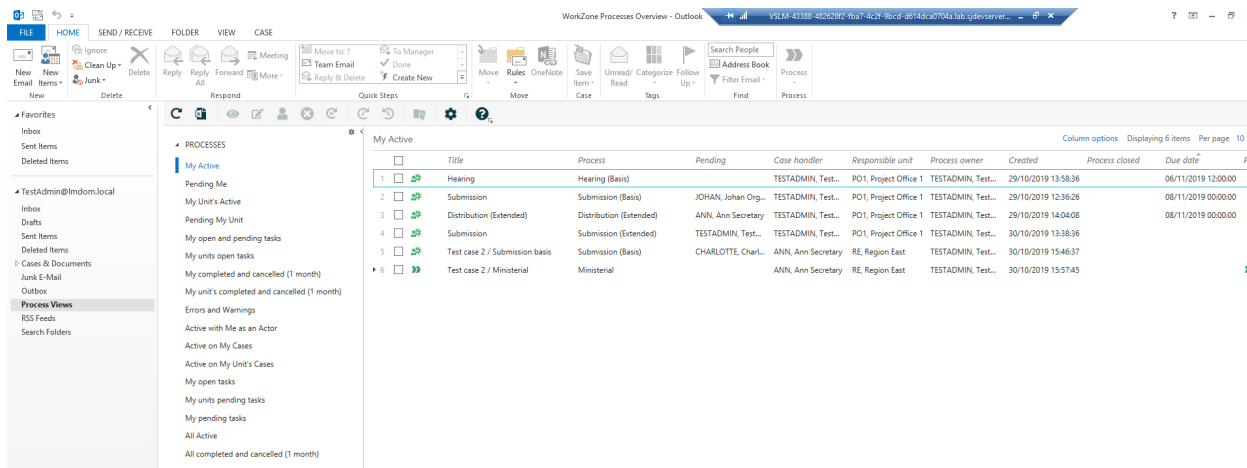 WorkZone Processes Overview - Outlook
VSLM-43388-482628f2-fba7-4c2f-9bcd-d614dca0704a.lab.sjdevserver...
FILE HOME SEND / RECEIVE FOLDER VIEW CASE
New Email
New Items
New
Ignore
Clean Up
Junk
Delete
Delete
Reply
Reply All
Forward
Meeting
More
Respond
Move to: ?
Team Email
Reply & Delete
To Manager
Done
Create New
Quick Steps
Move
Rules
OneNote
Move
Save Item
Case
Unread/ Read
Categorize
Follow Up
Tags
Search People
Address Book
Filter Email
Find
Process
Process
Favorites
Inbox
Sent Items
Deleted Items
TestAdmin@lmdom.local
Inbox
Drafts
Sent Items
Deleted Items
Cases & Documents
Junk E-Mail
Outbox
Process Views
RSS Feeds
Search Folders
PROCESSES
My Active
Pending Me
My Unit's Active
Pending My Unit
My open and pending tasks
My units open tasks
My completed and cancelled (1 month)
My unit's completed and cancelled (1 month)
Errors and Warnings
Active with Me as an Actor
Active on My Cases
Active on My Unit's Cases
My open tasks
My units pending tasks
My pending tasks
All Active
All completed and cancelled (1 month)
My Active Column options Displaying 6 items Per page 10
Title Process Pending Case handler Responsible unit Process owner Created Process closed Due date
1 Hearing Hearing (Basis) TESTADMIN, Test... PO1, Project Office 1 TESTADMIN, Test... 29/10/2019 13:58:36 06/11/2019 12:00:00
2 Submission Submission (Basis) JOHAN, Johan Org... TESTADMIN, Test... PO1, Project Office 1 TESTADMIN, Test... 29/10/2019 12:36:26 08/11/2019 00:00:00
3 Distribution (Extended) Distribution (Extended) ANN, Ann Secretary TESTADMIN, Test... PO1, Project Office 1 TESTADMIN, Test... 29/10/2019 14:04:08 08/11/2019 00:00:00
4 Submission Submission (Extended) TESTADMIN, Test... TESTADMIN, Test... PO1, Project Office 1 TESTADMIN, Test... 30/10/2019 13:38:36
5 Test case 2 / Submission basis Submission (Basis) CHARLOTTE, Charl... ANN, Ann Secretary RE, Region East TESTADMIN, Test... 30/10/2019 15:46:37
6 Test case 2 / Ministerial Ministerial ANN, Ann Secretary RE, Region East TESTADMIN, Test... 30/10/2019 15:57:45